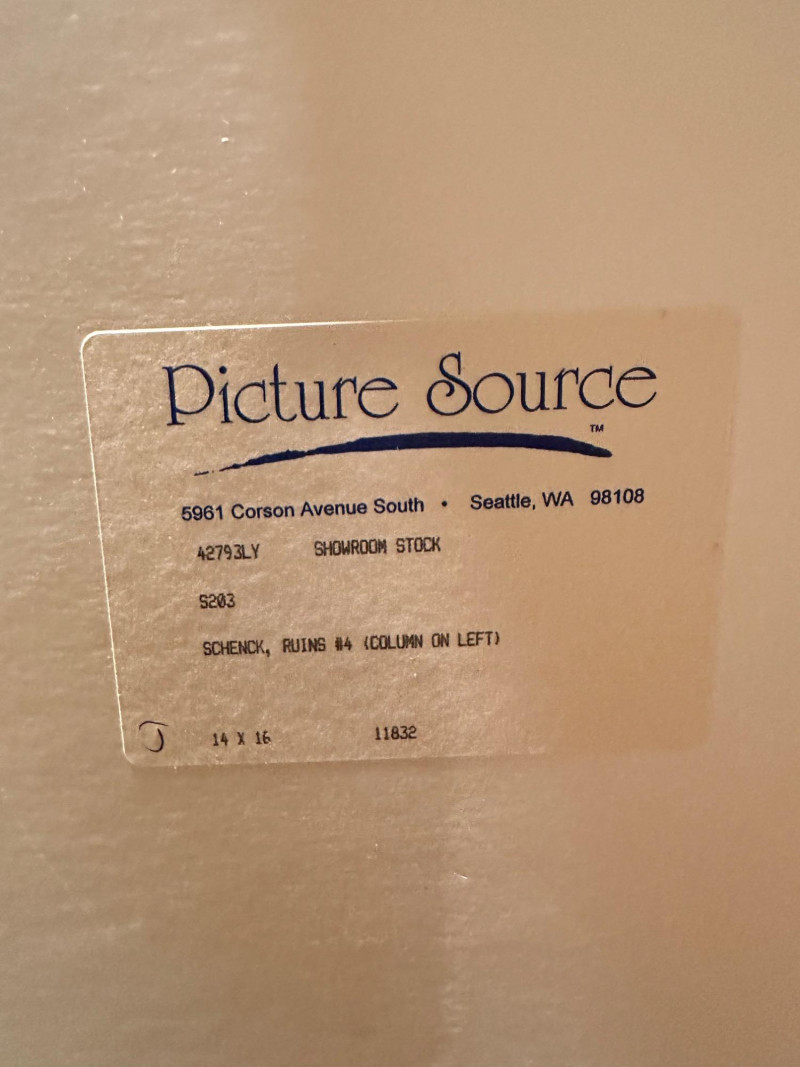 Picture Source
TM
5961 Corson Avenue South • Seattle, WA 98108
42793LY SHOWROOM STOCK
S203
SCHENCK, RUINS #4 (COLUMN ON LEFT)
J 14 X 16 11832